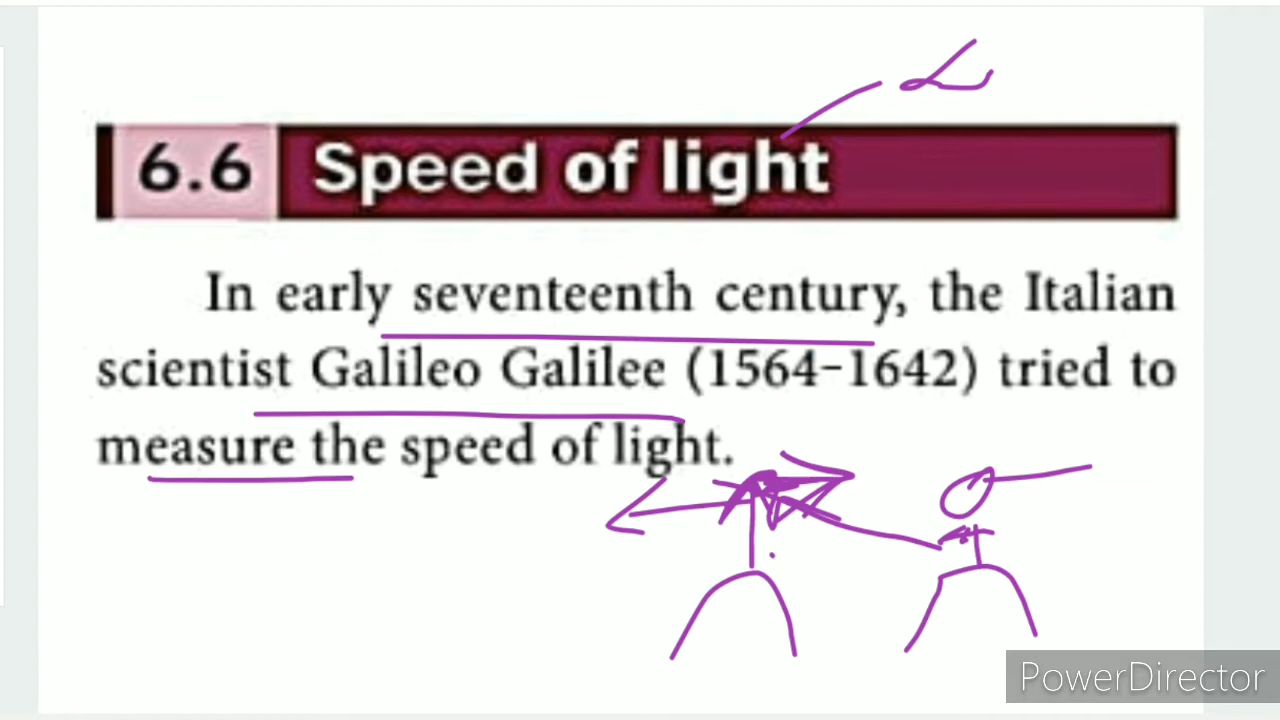 6.6 Speed of light
In early seventeenth century, the Italian
scientist Galileo Galilee (1564–1642) tried to
measure the speed of light.
PowerDirector